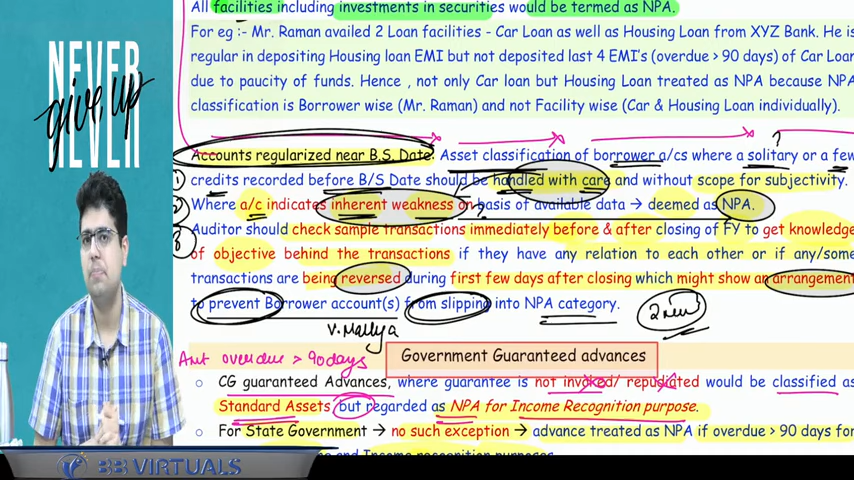 NEVER
give up
NEVER
All facilities including investments in securities would be termed as NPA.
For eg :- Mr. Raman availed 2 Loan facilities - Car Loan as well as Housing Loan from XYZ Bank. He is
regular in depositing Housing loan EMI but not deposited last 4 EMI's (overdue > 90 days) of Car Loan
due to paucity of funds. Hence , not only Car loan but Housing Loan treated as NPA because NPA
classification is Borrower wise (Mr. Raman) and not Facility wise (Car & Housing Loan individually).
?
Accounts regularized near B.S. Date: Asset classification of borrower a/cs where a solitary or a few
① credits recorded before B/S Date should be handled with care and without scope for subjectivity.
② Where a/c indicates inherent weakness on basis of available data → deemed as NPA.
③ Auditor should check sample transactions immediately before & after closing of FY to get knowledge
of objective behind the transactions if they have any relation to each other or if any/some
transactions are being reversed during first few days after closing which might show an arrangement
to prevent Borrower account(s) from slipping into NPA category.
V. Mallya
Amt overdue > 90days
Government Guaranteed advances
○ CG guaranteed Advances, where guarantee is not invoked/ repudiated would be classified as
Standard Assets but regarded as NPA for Income Recognition purpose.
○ For State Government → no such exception → advance treated as NPA if overdue > 90 days for
and Income recognition purposes
BB VIRTUALS